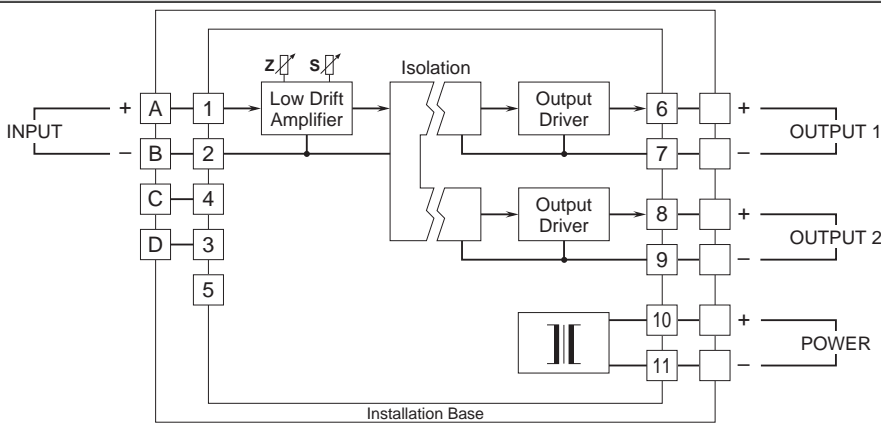 Z S
Isolation
INPUT
+ A 1
Low Drift
Amplifier
Output
Driver
6 +
OUTPUT 1
– B 2
7 –
C 4
Output
Driver
8 +
OUTPUT 2
D 3
9 –
5
10 +
POWER
11 –
Installation Base